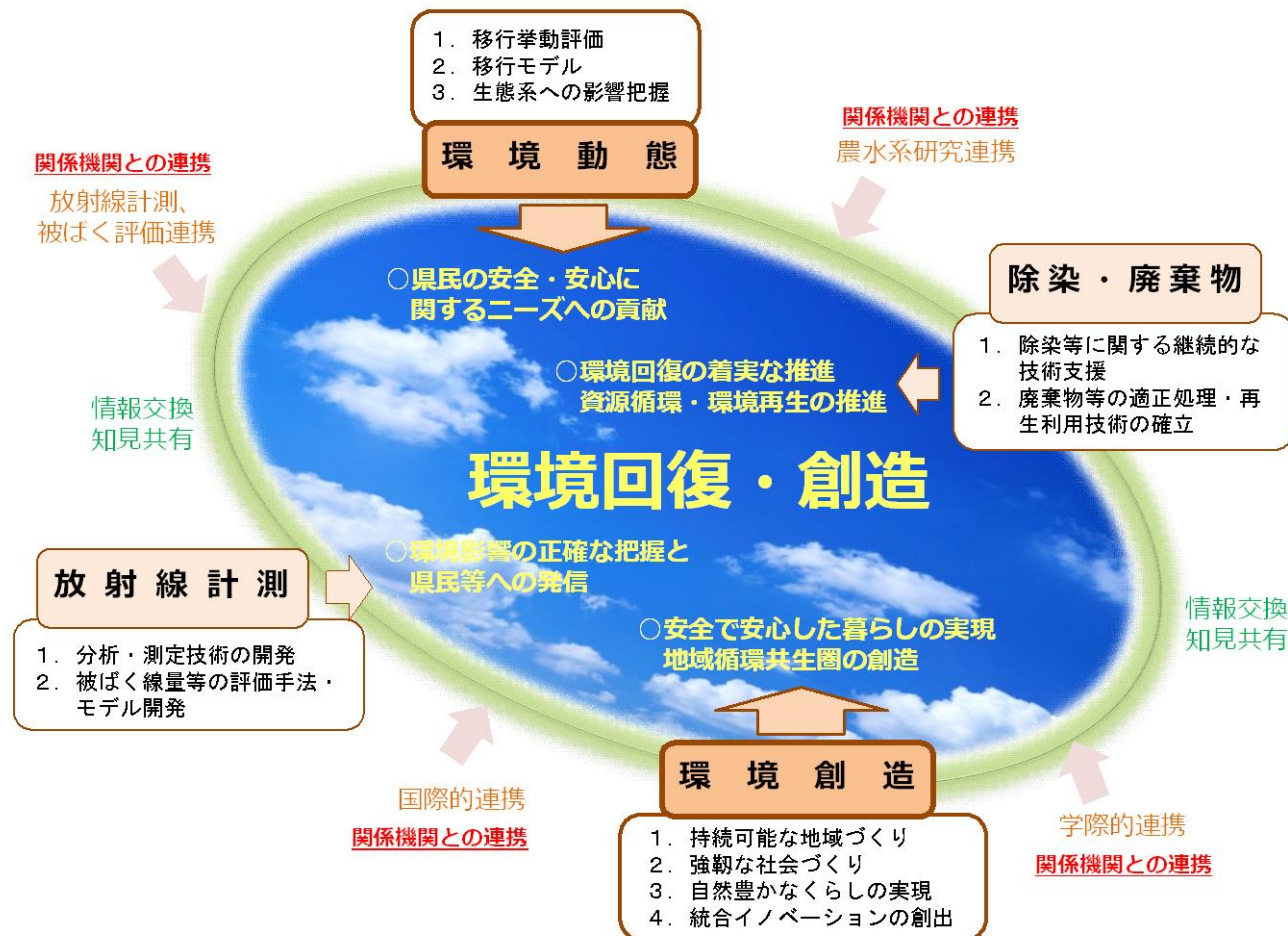 1. 移行挙動評価
2. 移行モデル
3. 生態系への影響把握
環境動態
関係機関との連携
農水系研究連携
関係機関との連携
放射線計測、
被ばく評価連携
○県民の安全・安心に
関するニーズへの貢献
除染・廃棄物
1. 除染等に関する継続的な
技術支援
2. 廃棄物等の適正処理・再
生利用技術の確立
○環境回復の着実な推進
資源循環・環境再生の推進
情報交換
知見共有
環境回復・創造
○環境影響の正確な把握と
県民等への発信
放射線計測
1. 分析・測定技術の開発
2. 被ばく線量等の評価手法・
モデル開発
○安全で安心した暮らしの実現
地域循環共生圏の創造
情報交換
知見共有
環境創造
1. 持続可能な地域づくり
2. 強靱な社会づくり
3. 自然豊かなくらしの実現
4. 統合イノベーションの創出
国際的連携
関係機関との連携
学際的連携
関係機関との連携